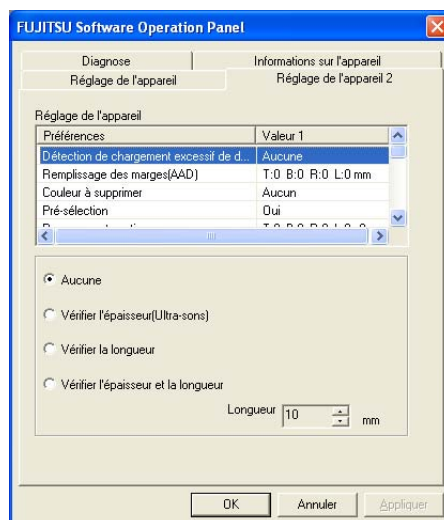 FUJITSU Software Operation Panel
Diagnose Informations sur l'appareil
Réglage de l'appareil Réglage de l'appareil 2
Réglage de l'appareil
Préférences Valeur 1
Détection de chargement excessif de d... Aucune
Remplissage des marges(AAD) T:0 B:0 R:0 L:0 mm
Couleur à supprimer Aucun
Pré-sélection Oui
Aucune
Vérifier l'épaisseur(Ultra-sons)
Vérifier la longueur
Vérifier l'épaisseur et la longueur
Longueur 10 mm
OK Annuler Appliquer